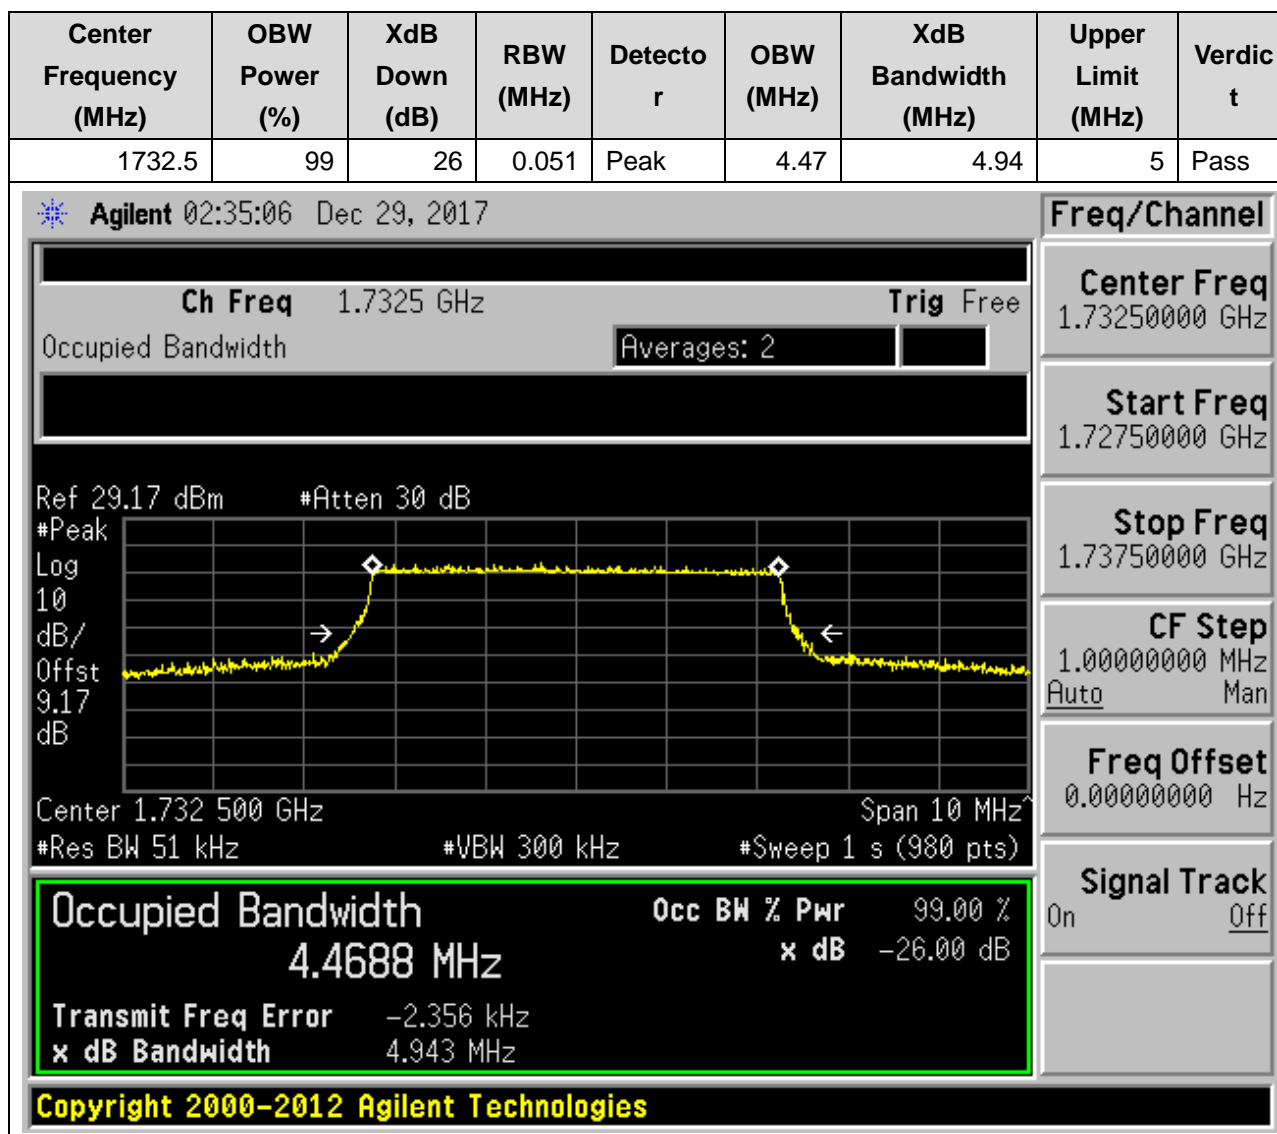 Center Frequency (MHz) OBW Power (%) XdB Down (dB) RBW (MHz) Detector OBW (MHz) XdB Bandwidth (MHz) Upper Limit (MHz) Verdict
1732.5 99 26 0.051 Peak 4.47 4.94 5 Pass
Agilent 02:35:06 Dec 29, 2017
Freq/Channel
Ch Freq 1.7325 GHz Trig Free
Occupied Bandwidth Averages: 2
Center Freq
1.73250000 GHz
Start Freq
1.72750000 GHz
Stop Freq
1.73750000 GHz
CF Step
1.00000000 MHz
Auto Man
Freq Offset
0.00000000 Hz
Signal Track
On Off
Ref 29.17 dBm #Atten 30 dB
#Peak
Log
10
dB/
Offst
9.17
dB
Center 1.732 500 GHz Span 10 MHz^
#Res BW 51 kHz #VBW 300 kHz #Sweep 1 s (980 pts)
Occupied Bandwidth Occ BW % Pwr 99.00 %
4.4688 MHz x dB -26.00 dB
Transmit Freq Error -2.356 kHz
x dB Bandwidth 4.943 MHz
Copyright 2000-2012 Agilent Technologies